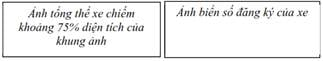 Ảnh tổng thể xe chiếm
khoảng 75% diện tích của
khung ảnh
Ảnh biển số đăng ký của xe